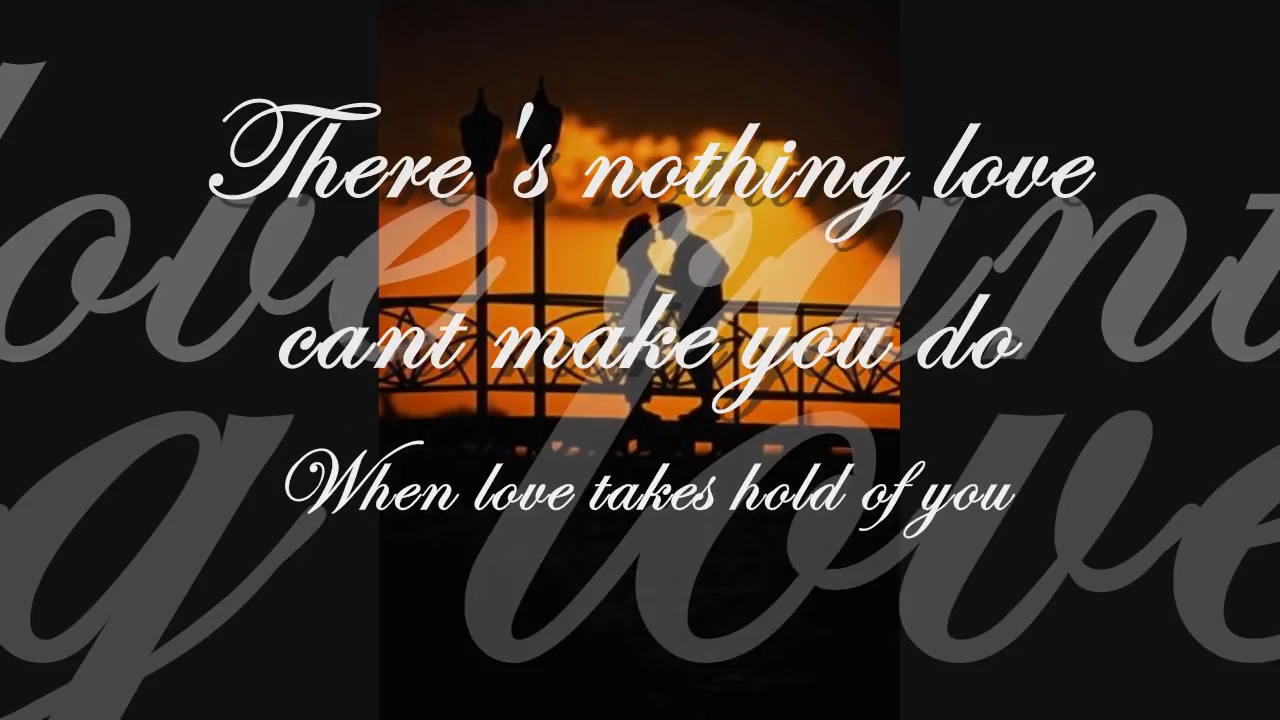 There 's nothing love
cant make you do
When love takes hold of you